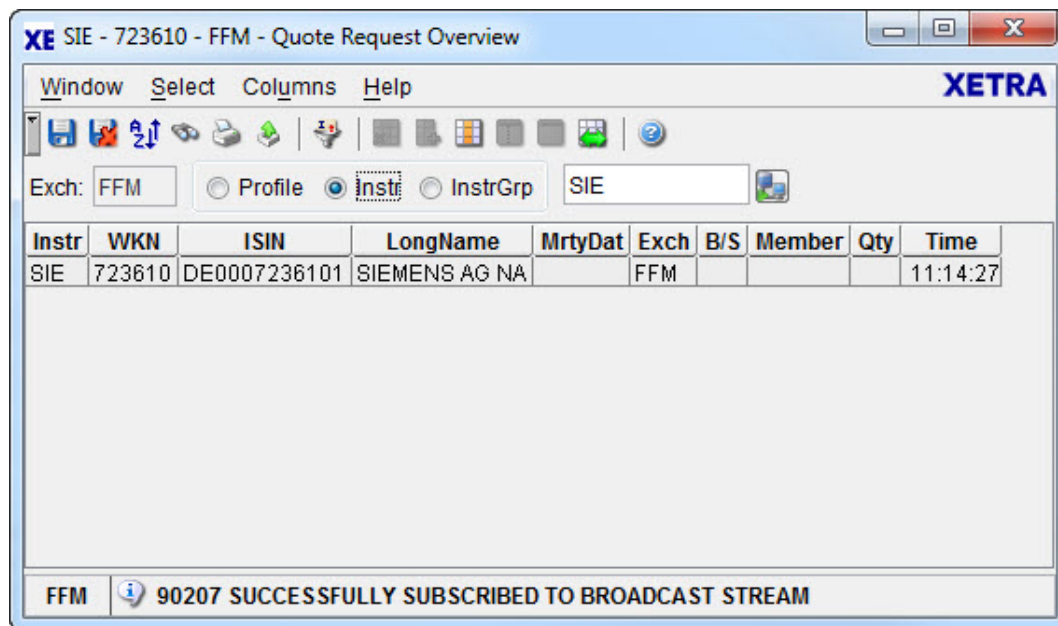 XE SIE - 723610 - FFM - Quote Request Overview
Window Select Columns Help XETRA
Exch: FFM Profile Instr InstrGrp SIE
Instr WKN ISIN LongName MrtyDat Exch B/S Member Qty Time
SIE 723610 DE0007236101 SIEMENS AG NA FFM 11:14:27
FFM 90207 SUCCESSFULLY SUBSCRIBED TO BROADCAST STREAM